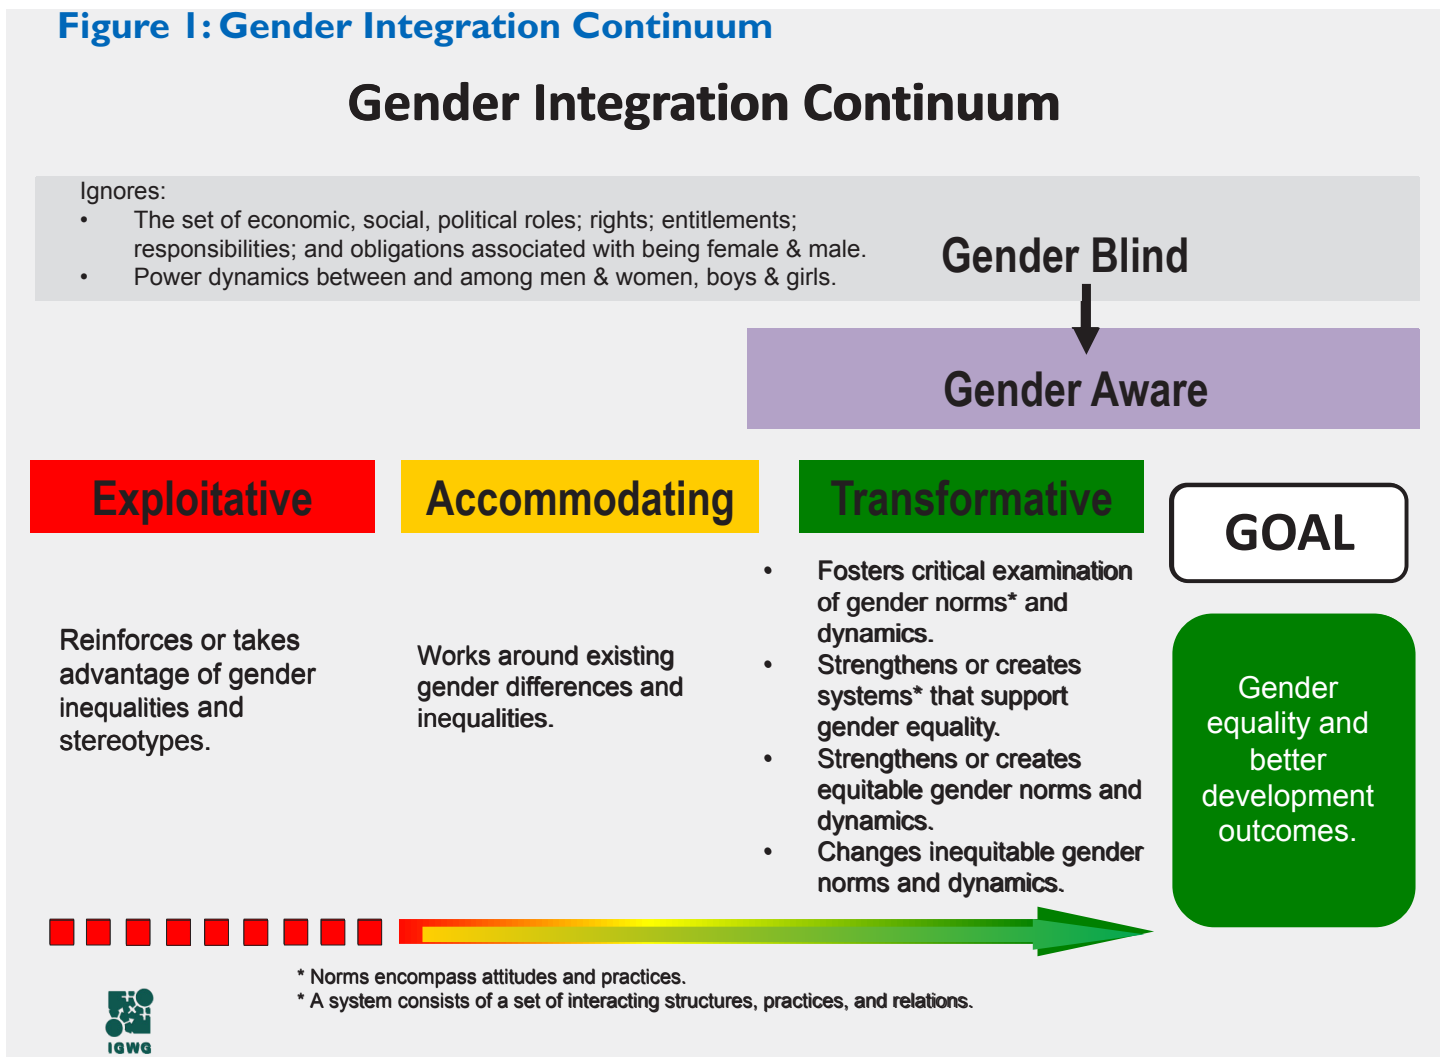 Figure 1: Gender Integration Continuum
Gender Integration Continuum
Ignores:
• The set of economic, social, political roles; rights; entitlements;
responsibilities; and obligations associated with being female & male.
• Power dynamics between and among men & women, boys & girls.
Gender Blind
Gender Aware
Exploitative
Accommodating
Transformative
GOAL
Reinforces or takes
advantage of gender
inequalities and
stereotypes.
Works around existing
gender differences and
inequalities.
• Fosters critical examination
of gender norms* and
dynamics.
• Strengthens or creates
systems* that support
gender equality.
• Strengthens or creates
equitable gender norms and
dynamics.
• Changes inequitable gender
norms and dynamics.
Gender
equality and
better
development
outcomes.
* Norms encompass attitudes and practices.
* A system consists of a set of interacting structures, practices, and relations.
IGWG